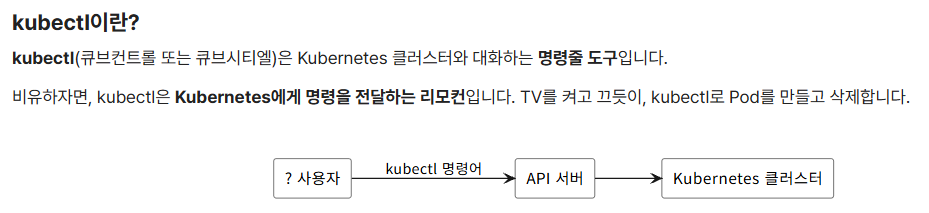 kubectl이란?
kubectl(큐브컨트롤 또는 큐브시티엘)은 Kubernetes 클러스터와 대화하는 명령줄 도구입니다.
비유하자면, kubectl은 Kubernetes에게 명령을 전달하는 리모컨입니다. TV를 켜고 끄듯이, kubectl로 Pod를 만들고 삭제합니다.
? 사용자
kubectl 명령어
API 서버
Kubernetes 클러스터